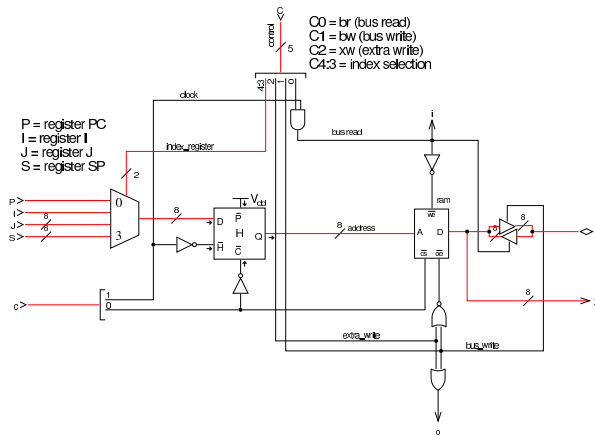 C
control
5
C0 = br (bus read)
C1 = bw (bus write)
C2 = xw (extra write)
C4:3 = index selection
4:3 2 1 0
clock
P = register PC
I = register I
J = register J
S = register SP
index_register
2
bus read
i
P
I
J
S
8
8
0
3
8
V
dd
D
P
H
H
C
Q
8 address
ram
we
A D
cs oe
8
8
8
c
1
0
extra_write
bus_write
o